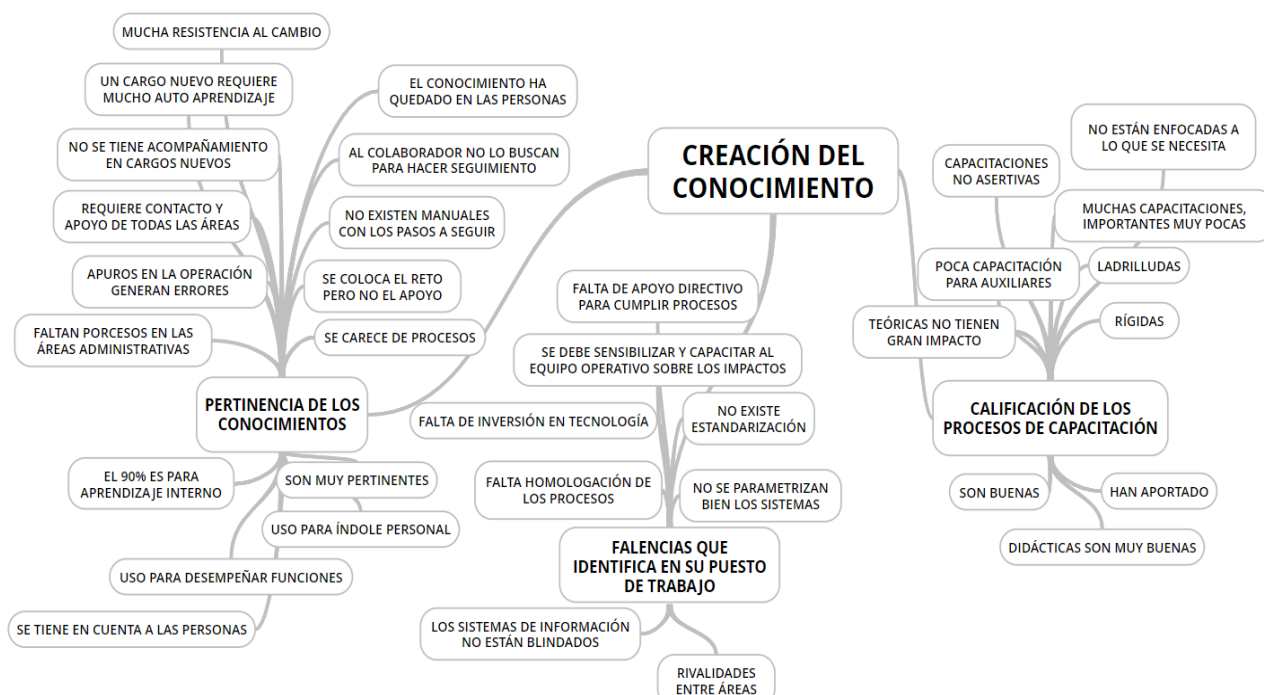 MUCHA RESISTENCIA AL CAMBIO
UN CARGO NUEVO REQUIERE
MUCHO AUTO APRENDIZAJE
EL CONOCIMIENTO HA
QUEDADO EN LAS PERSONAS
NO SE TIENE ACOMPAÑAMIENTO
EN CARGOS NUEVOS
AL COLABORADOR NO LO BUSCAN
PARA HACER SEGUIMIENTO
REQUIERE CONTACTO Y
APOYO DE TODAS LAS ÁREAS
NO EXISTEN MANUALES
CON LOS PASOS A SEGUIR
APUROS EN LA OPERACIÓN
GENERAN ERRORES
SE COLOCA EL RETO
PERO NO EL APOYO
FALTAN PORCESOS EN LAS
ÁREAS ADMINISTRATIVAS
SE CARECE DE PROCESOS
PERTINENCIA DE LOS
CONOCIMIENTOS
EL 90% ES PARA
APRENDIZAJE INTERNO
SON MUY PERTINENTES
USO PARA ÍNDOLE PERSONAL
USO PARA DESEMPEÑAR FUNCIONES
SE TIENE EN CUENTA A LAS PERSONAS
CREACIÓN DEL
CONOCIMIENTO
FALTA DE APOYO DIRECTIVO
PARA CUMPLIR PROCESOS
SE DEBE SENSIBILIZAR Y CAPACITAR AL
EQUIPO OPERATIVO SOBRE LOS IMPACTOS
FALTA DE INVERSIÓN EN TECNOLOGÍA
NO EXISTE
ESTANDARIZACIÓN
FALTA HOMOLOGACIÓN DE
LOS PROCESOS
NO SE PARAMETRIZAN
BIEN LOS SISTEMAS
FALENCIAS QUE
IDENTIFICA EN SU PUESTO
DE TRABAJO
LOS SISTEMAS DE INFORMACIÓN
NO ESTÁN BLINDADOS
RIVALIDADES
ENTRE ÁREAS
NO ESTÁN ENFOCADAS A
LO QUE SE NECESITA
CAPACITACIONES
NO ASERTIVAS
MUCHAS CAPACITACIONES,
IMPORTANTES MUY POCAS
POCA CAPACITACIÓN
PARA AUXILIARES
LADRILLUDAS
TEÓRICAS NO TIENEN
GRAN IMPACTO
RÍGIDAS
CALIFICACIÓN DE LOS
PROCESOS DE CAPACITACIÓN
SON BUENAS
HAN APORTADO
DIDÁCTICAS SON MUY BUENAS